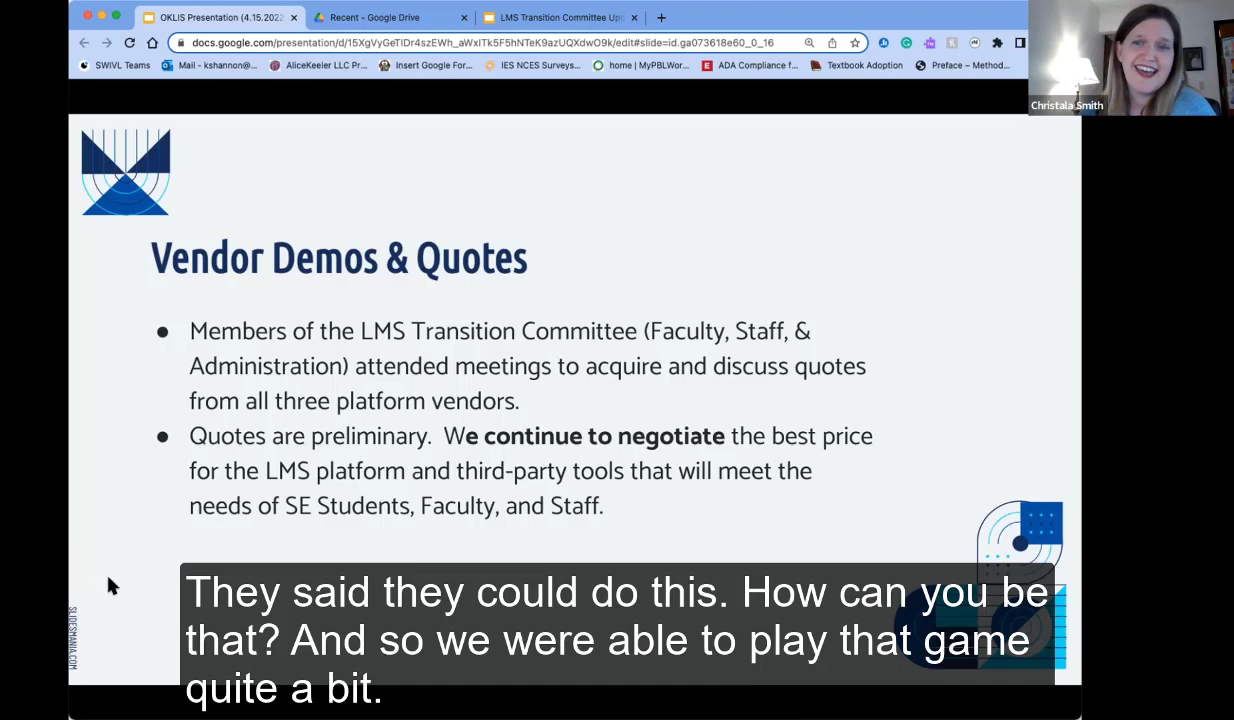 OKLIS Presentation (4.15.2022
Recent - Google Drive
LMS Transition Committee Up
docs.google.com/presentation/d/15XgVyGeTlDr4szEWh_aWxITk5F5hNTeK9azUQXdwO9k/edit#slide=id.ga073618e60_0_16
SWIVL Teams
Mail - kshannon@...
AliceKeeler LLC Pr...
Insert Google For...
IES NCES Surveys...
home | MyPBLWor...
ADA Compliance f...
Textbook Adoption
Preface – Method...
Christala Smith
Vendor Demos & Quotes
● Members of the LMS Transition Committee (Faculty, Staff, &
Administration) attended meetings to acquire and discuss quotes
from all three platform vendors.
● Quotes are preliminary. We continue to negotiate the best price
for the LMS platform and third-party tools that will meet the
needs of SE Students, Faculty, and Staff.
They said they could do this. How can you be
that? And so we were able to play that game
quite a bit.
SLIDESMANIA.COM